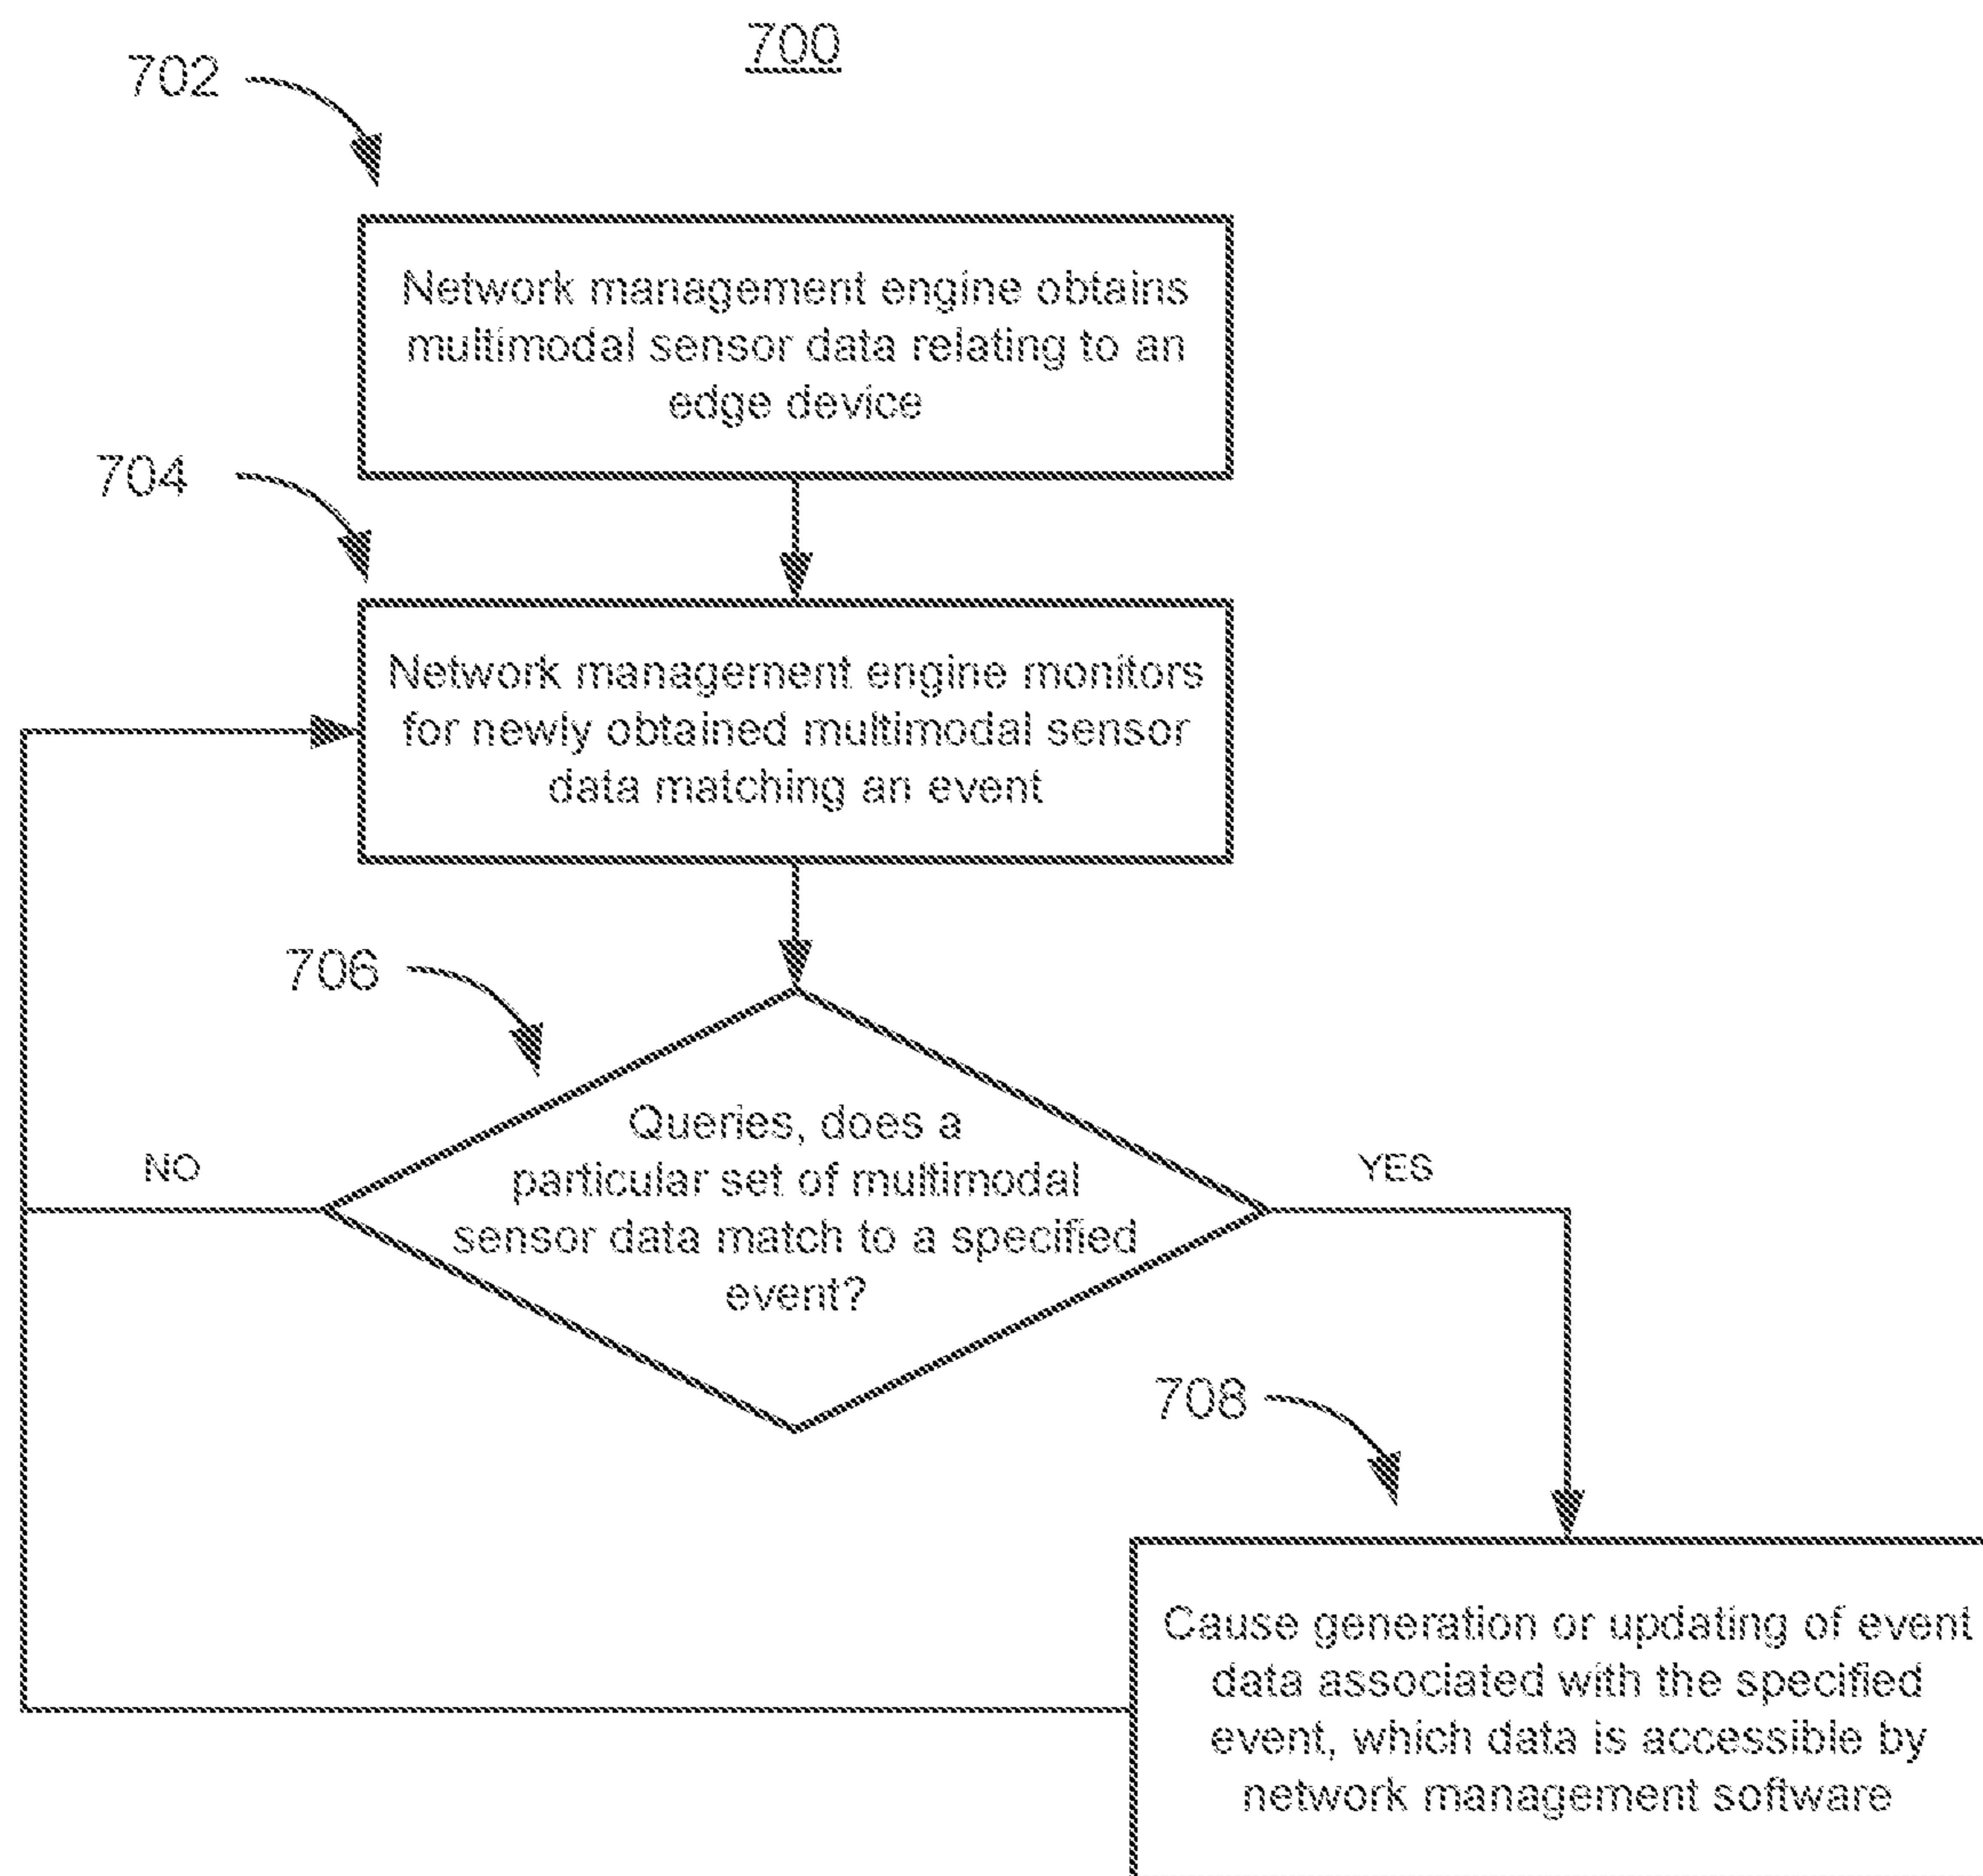 700
702
Network management engine obtains
multimodal sensor data relating to an
edge device
704
Network management engine monitors
for newly obtained multimodal sensor
data matching an event
706
Queries, does a
particular set of multimodal
sensor data match to a specified
event?
NO
YES
708
Cause generation or updating of event
data associated with the specified
event, which data is accessible by
network management software